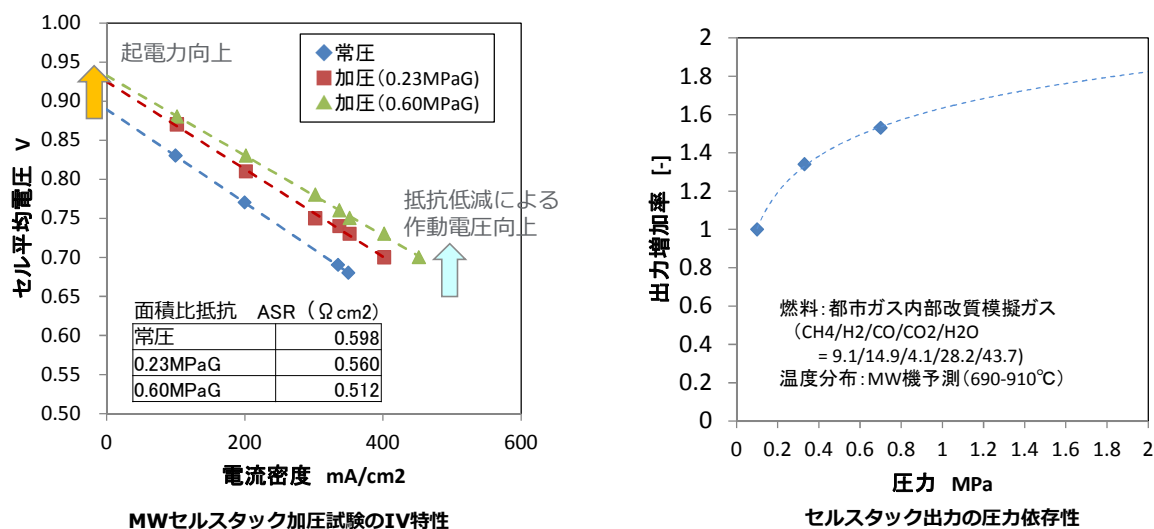 1.00
0.95
0.90
0.85
0.80
0.75
0.70
0.65
0.60
0.55
0.50
セル平均電圧 V
起電力向上
常圧
加圧(0.23MPaG)
加圧(0.60MPaG)
抵抗低減による
作動電圧向上
面積比抵抗 ASR (Ωcm2)
常圧 0.598
0.23MPaG 0.560
0.60MPaG 0.512
0 200 400 600
電流密度 mA/cm2
MWセルスタック加圧試験のIV特性
2
1.8
1.6
1.4
1.2
1
0.8
0.6
0.4
0.2
0
出力増加率 [-]
燃料:都市ガス内部改質模擬ガス
(CH4/H2/CO/CO2/H2O
= 9.1/14.9/4.1/28.2/43.7)
温度分布:MW機予測(690-910℃)
0 0.2 0.4 0.6 0.8 1 1.2 1.4 1.6 1.8 2
圧力 MPa
セルスタック出力の圧力依存性